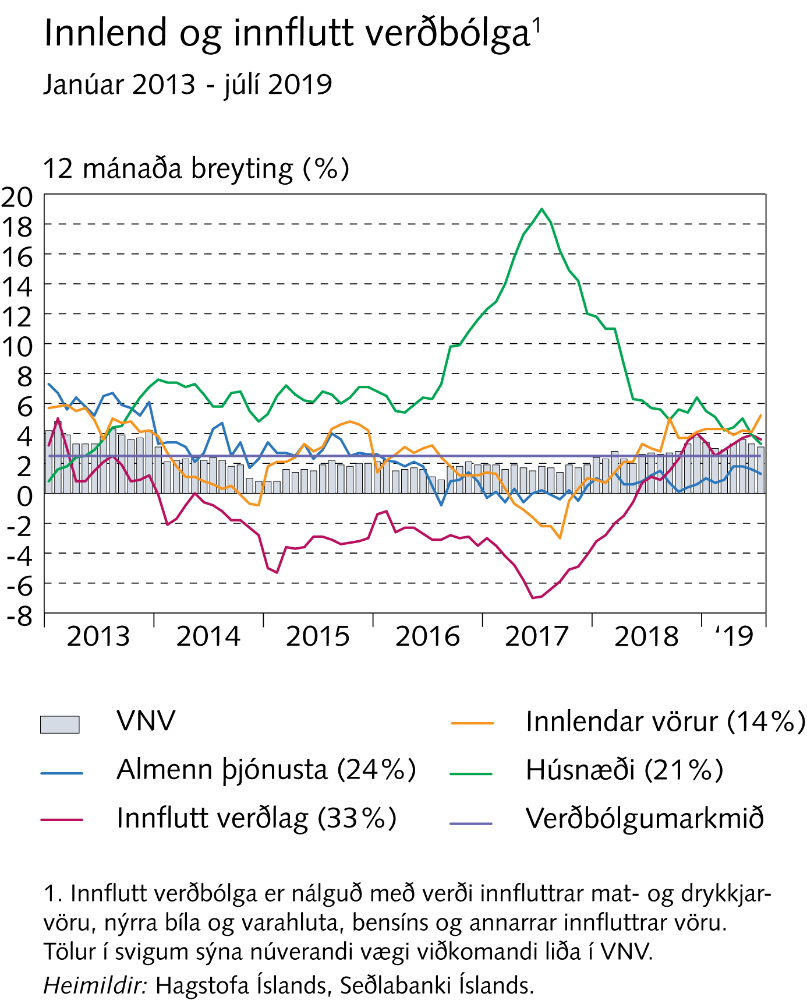 Innlend og innflutt verðbólga¹
Janúar 2013 - júlí 2019
12 mánaða breyting (%)
20
18
16
14
12
10
8
6
4
2
0
-2
-4
-6
-8
2013 2014 2015 2016 2017 2018 ‘19
VNV
Almenn þjónusta (24%)
Innflutt verðlag (33%)
Innlendar vörur (14%)
Húsnæði (21%)
Verðbólgumarkmið
1. Innflutt verðbólga er nálguð með verði innfluttrar mat- og drykkjar-
vöru, nýrra bíla og varahluta, bensíns og annarrar innfluttrar vöru.
Tölur í svigum sýna núverandi vægi viðkomandi liða í VNV.
Heimildir: Hagstofa Íslands, Seðlabanki Íslands.